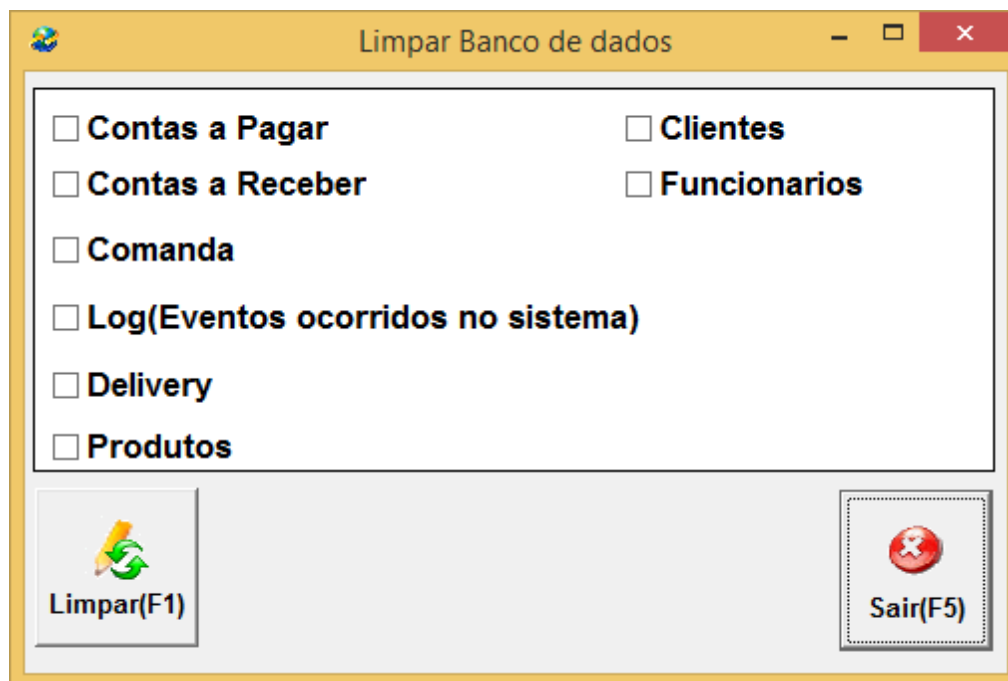 Limpar Banco de dados
Contas a Pagar
Clientes
Contas a Receber
Funcionarios
Comanda
Log(Eventos ocorridos no sistema)
Delivery
Produtos
Limpar(F1)
Sair(F5)